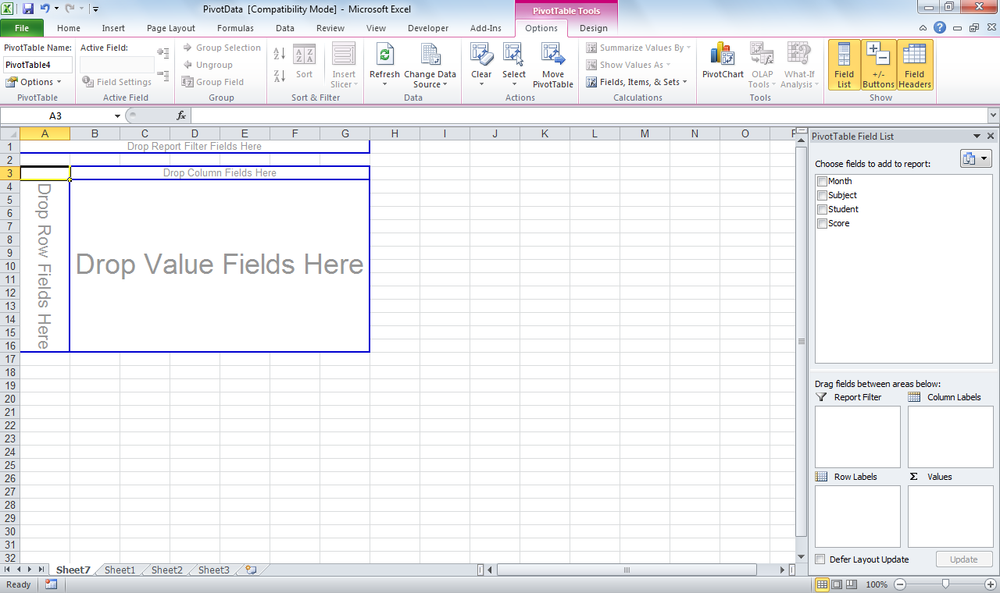 PivotData [Compatibility Mode] - Microsoft Excel
PivotTable Tools
File Home Insert Page Layout Formulas Data Review View Developer Add-Ins Options Design
PivotTable Name:
PivotTable4
Options
PivotTable
Active Field:
Field Settings
Active Field
Group Selection
Ungroup
Group Field
Group
Sort
Insert
Slicer
Sort & Filter
Refresh
Change Data
Source
Data
Clear
Select
Move
PivotTable
Actions
Summarize Values By
Show Values As
Fields, Items, & Sets
Calculations
PivotChart
OLAP
Tools
What-If
Analysis
Tools
Field
List
+/-
Buttons
Field
Headers
Show
A3
fx
A B C D E F G H I J K L M N O P
1
2
3
4
5
6
7
8
9
10
11
12
13
14
15
16
17
18
19
20
21
22
23
24
25
26
27
28
29
30
31
32
Drop Report Filter Fields Here
Drop Column Fields Here
Drop Row Fields Here
Drop Value Fields Here
PivotTable Field List
Choose fields to add to report:
Month
Subject
Student
Score
Drag fields between areas below:
Report Filter
Column Labels
Row Labels
Σ Values
Defer Layout Update
Update
Sheet7 Sheet1 Sheet2 Sheet3
Ready
100%